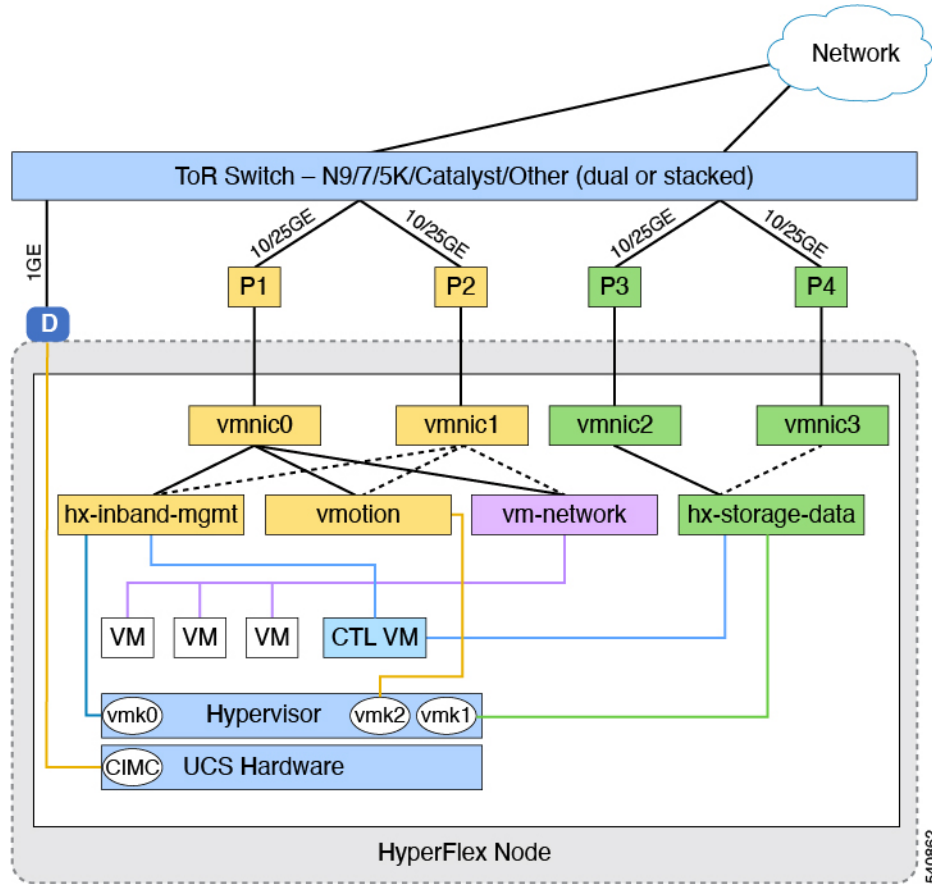 Network
ToR Switch – N9/7/5K/Catalyst/Other (dual or stacked)
1GE
10/25GE
10/25GE
10/25GE
10/25GE
P1
P2
P3
P4
D
vmnic0
vmnic1
vmnic2
vmnic3
hx-inband-mgmt
vmotion
vm-network
hx-storage-data
VM
VM
VM
CTL VM
vmk0
Hypervisor
vmk2
vmk1
CIMC
UCS Hardware
HyperFlex Node
540862